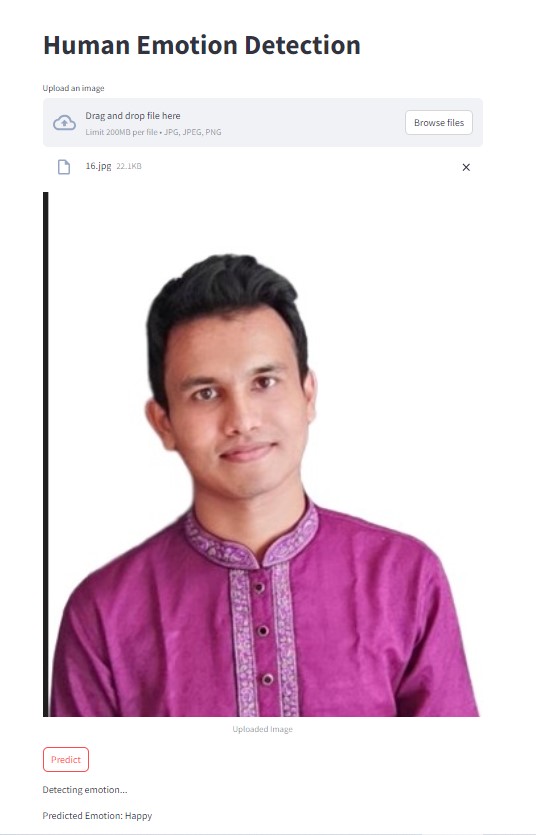 Human Emotion Detection
Upload an image
Drag and drop file here
Limit 200MB per file • JPG, JPEG, PNG
Browse files
16.jpg 22.1KB
Uploaded Image
Predict
Detecting emotion...
Predicted Emotion: Happy